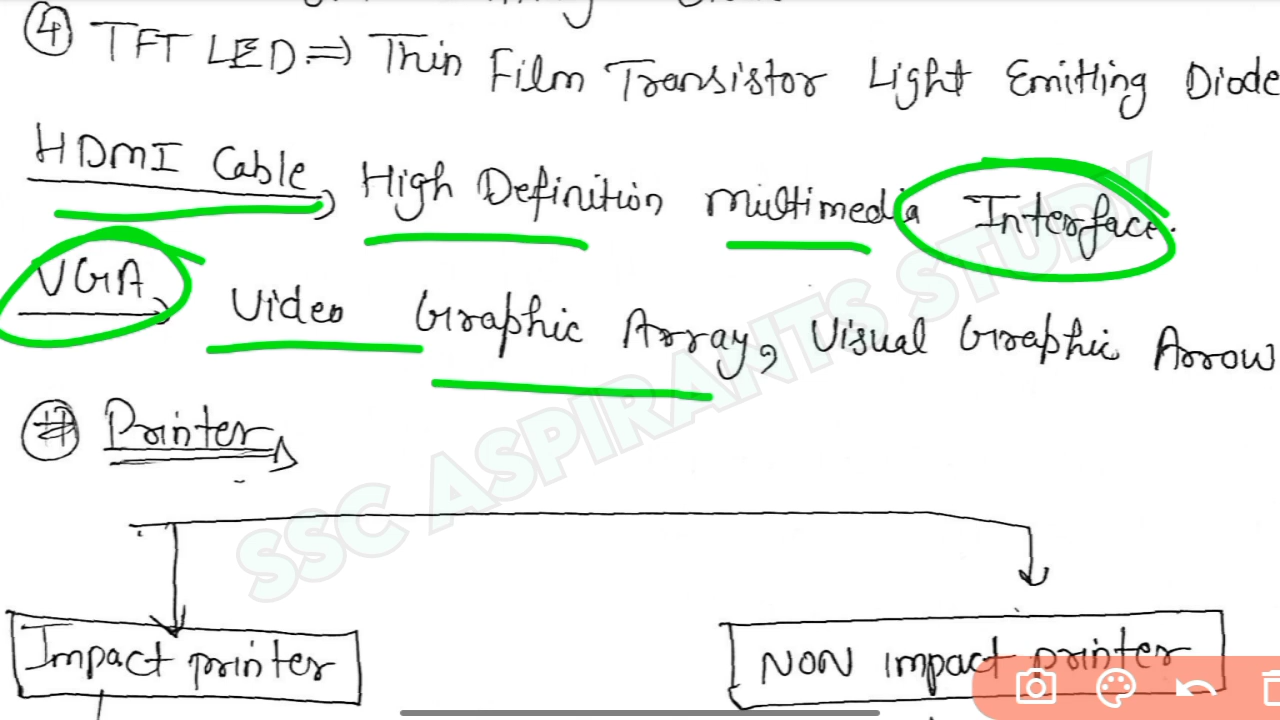 ④ TFT LED ⇒ Thin Film Transistor Light Emitting Diode
HDMI Cable → High Definition Multimedia Interface.
VGA → Video Graphic Array, Visual Graphic Arrow
# Printer →
Impact printer
NON impact printer
SSC ASPIRANTS STUDY